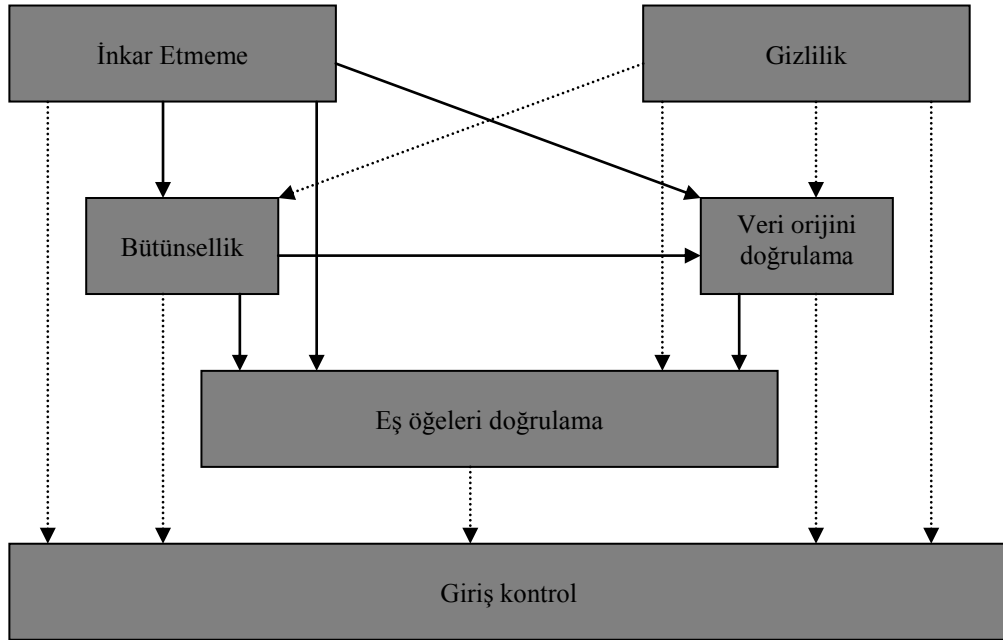 İnkar Etmeme
Gizlilik
Bütünsellik
Veri orijini
doğrulama
Eş öğeleri doğrulama
Giriş kontrol